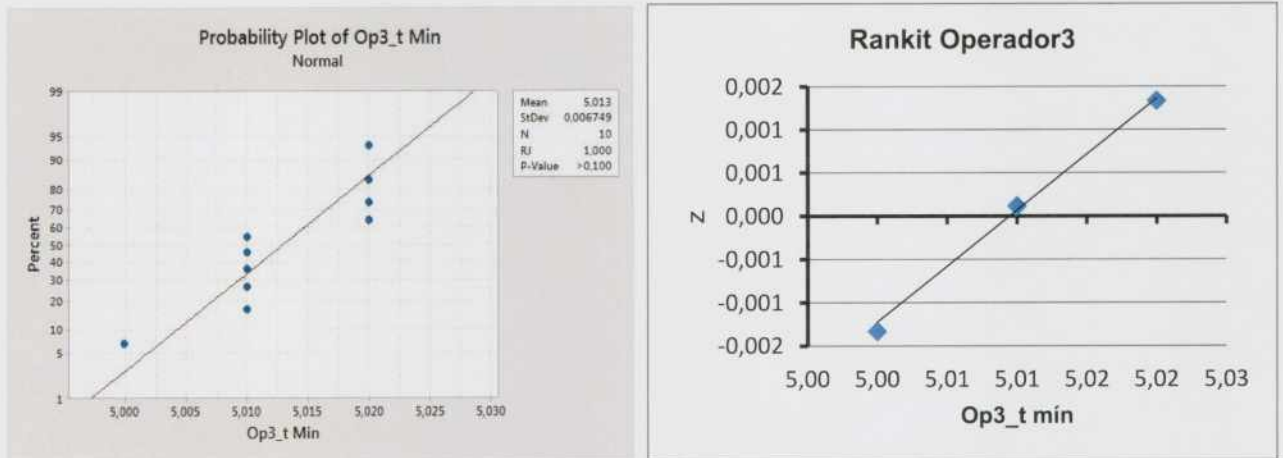 Probability Plot of Op3_t Min
Normal
99
95
90
80
70
60
50
40
30
20
10
5
1
Percent
5,000 5,005 5,010 5,015 5,020 5,025 5,030
Op3_t Min
Mean 5.013
StDev 0,006749
N 10
RJ 1,000
P-Value >0,100
Rankit Operador3
0,002
0,001
0,001
0,000
-0,001
-0,001
-0,002
Z
5,00 5,00 5,01 5,01 5,02 5,02 5,03
Op3_t mín